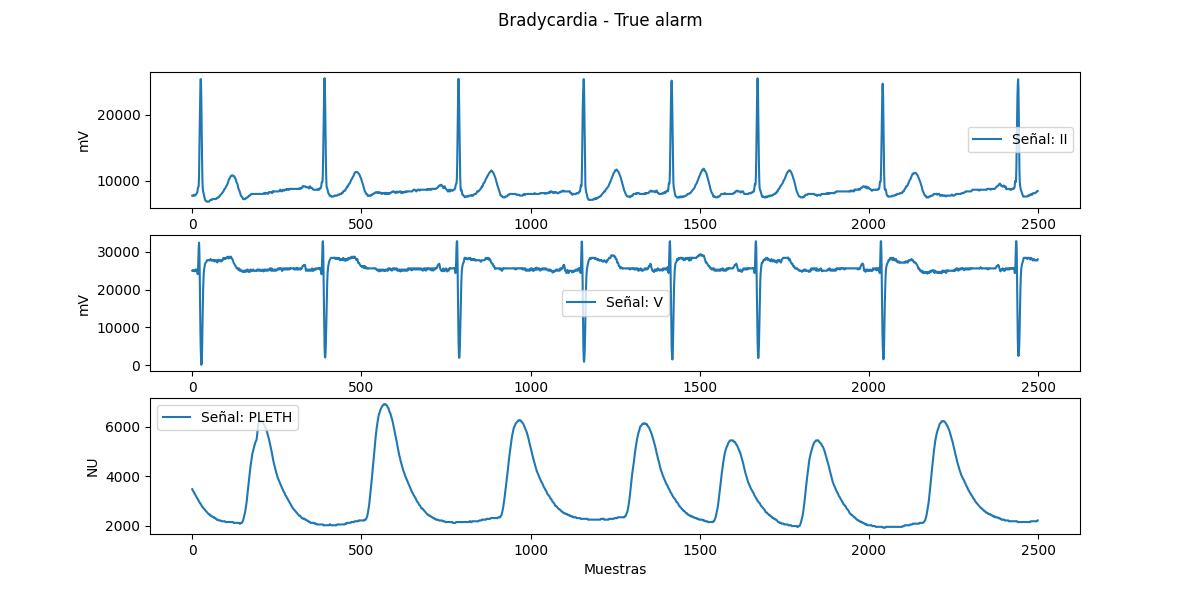 Bradycardia - True alarm
mV
20000
10000
Señal: II
0 500 1000 1500 2000 2500
mV
30000
20000
10000
0
Señal: V
0 500 1000 1500 2000 2500
NU
6000
4000
2000
Señal: PLETH
0 500 1000 1500 2000 2500
Muestras